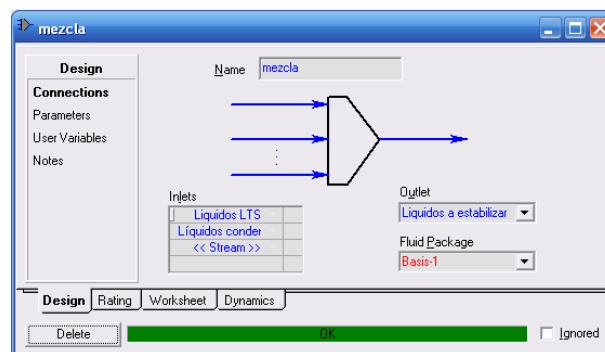 mezcla
Design
Connections
Parameters
User Variables
Notes
Name
mezcla
Inlets
Liquidos LTS
Líquidos conder
<< Stream >>
Outlet
Liquidos a estabilizar
Fluid Package
Basis-1
Design Rating Worksheet Dynamics
Delete
OK
Ignored